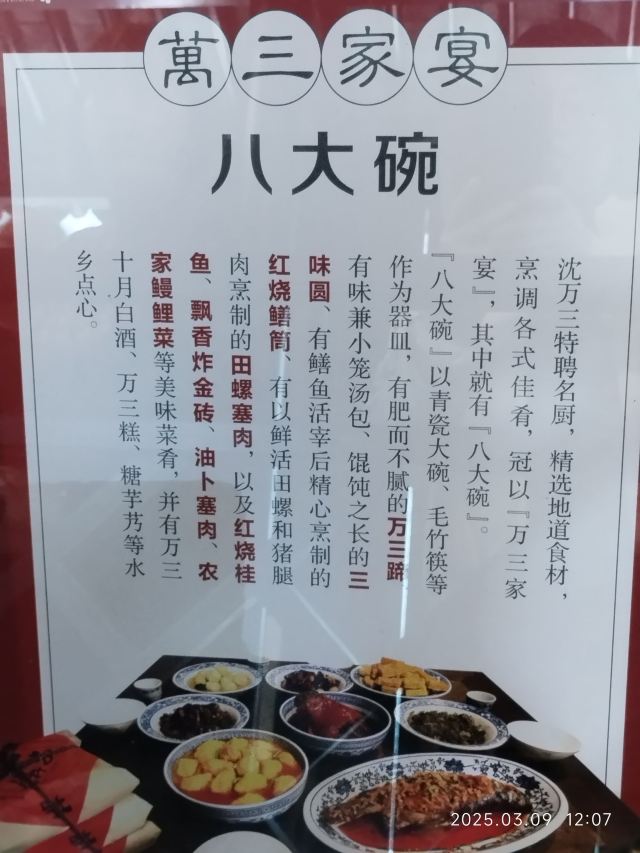 萬三家宴
八大碗
沈万三特聘名厨，精选地道食材，
烹调各式佳肴，冠以『万三家
宴』，其中就有『八大碗』。
『八大碗』以青瓷大碗、毛竹筷等
作为器皿，有肥而不腻的万三蹄、
有味兼小笼汤包、馄饨之长的三
味圆、有鳝鱼活宰后精心烹制的
红烧鳝筒、有以鲜活田螺和猪腿
肉烹制的田螺塞肉，以及红烧桂
鱼、飘香炸金砖、油卜塞肉、农
家鳗鲤菜等美味菜肴，并有万三
十月白酒、万三糕、糖芋艿等水
乡点心。
2025.03.09 12:07